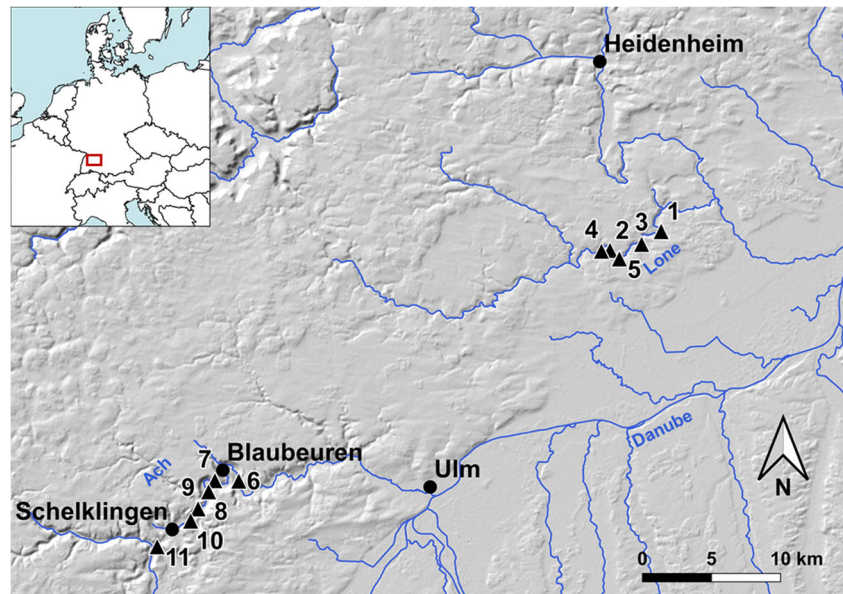 Heidenheim
1
3
2
4
5
Lone
Danube
7
Blaubeuren
Ach
6
Ulm
9
Schelklingen
8
10
11
N
0 5 10 km